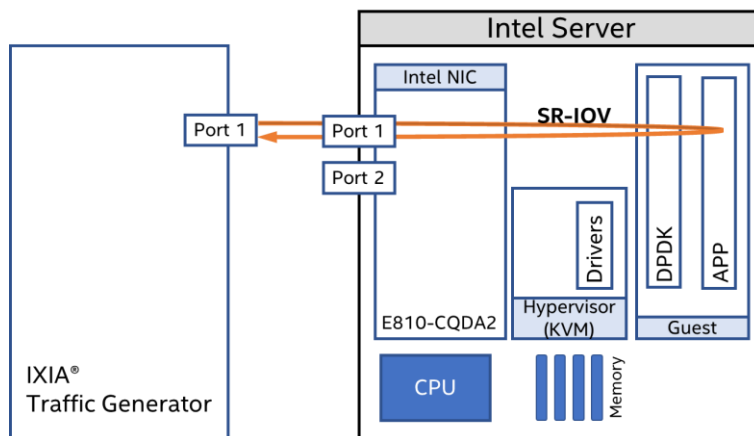 Intel Server
Intel NIC
SR-IOV
Port 1
Port 1
Port 2
Drivers
DPDK
APP
E810-CQDA2
Hypervisor
(KVM)
Guest
IXIA®
Traffic Generator
CPU
Memory